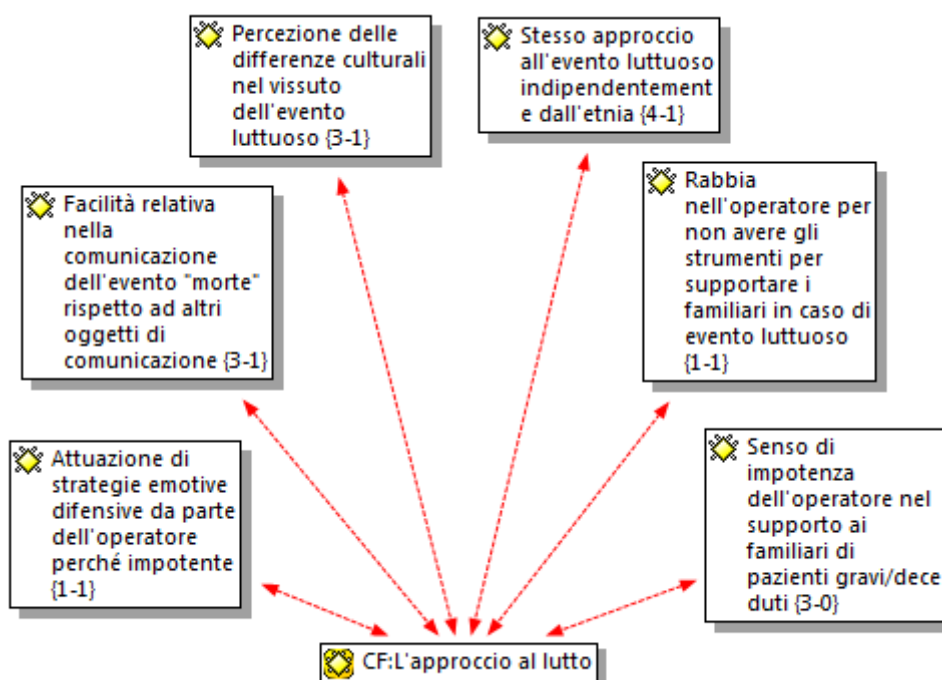 Percezione delle
differenze culturali
nel vissuto
dell'evento
luttuoso {3-1}
Stesso approccio
all'evento luttuoso
indipendentement
e dall'etnia {4-1}
Facilità relativa
nella
comunicazione
dell'evento "morte"
rispetto ad altri
oggetti di
comunicazione {3-1}
Rabbia
nell'operatore per
non avere gli
strumenti per
supportare i
familiari in caso di
evento luttuoso
{1-1}
Attuazione di
strategie emotive
difensive da parte
dell'operatore
perché impotente
{1-1}
Senso di
impotenza
dell'operatore nel
supporto ai
familiari di
pazienti gravi/dece
duti {3-0}
CF:L'approccio al lutto